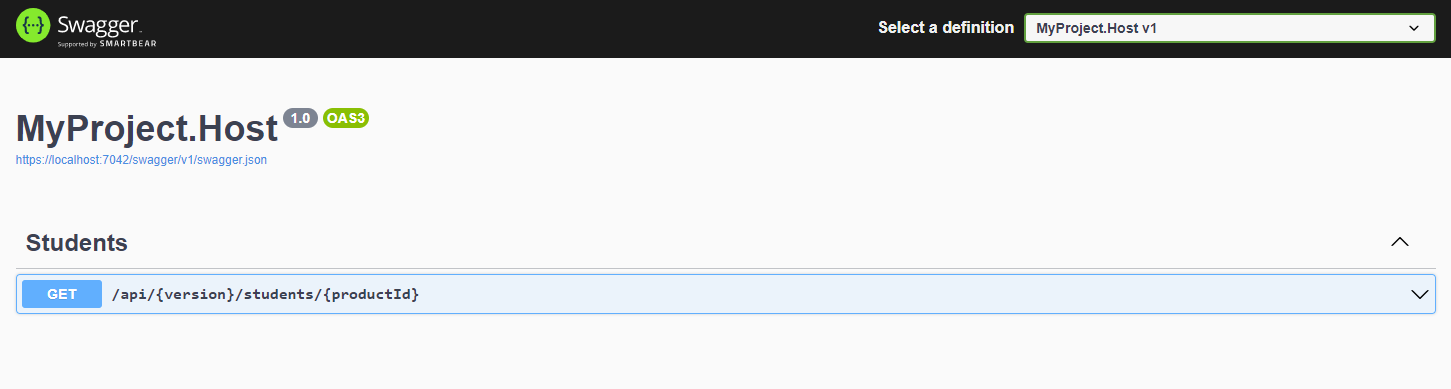 Swagger
Supported by SMARTBEAR
Select a definition
MyProject.Host v1
MyProject.Host 1.0 OAS3
https://localhost:7042/swagger/v1/swagger.json
Students
GET /api/{version}/students/{productId}